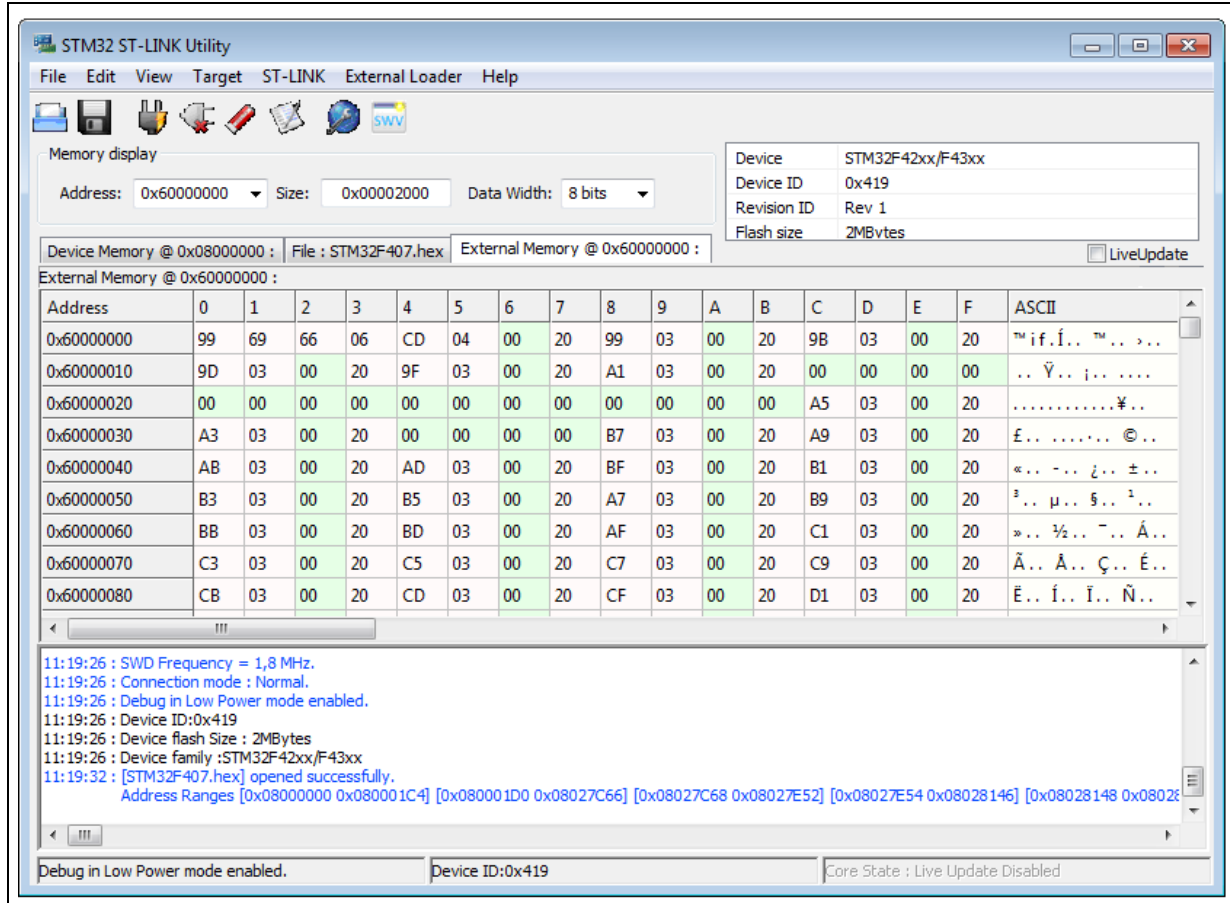 STM32 ST-LINK Utility
File Edit View Target ST-LINK External Loader Help
SWV
Memory display
Address: 0x60000000 Size: 0x00002000 Data Width: 8 bits
Device STM32F42xx/F43xx
Device ID 0x419
Revision ID Rev 1
Flash size 2MBytes
Device Memory @ 0x08000000 : File : STM32F407.hex External Memory @ 0x60000000 : LiveUpdate
External Memory @ 0x60000000 :
Address 0 1 2 3 4 5 6 7 8 9 A B C D E F ASCII
0x60000000 99 69 66 06 CD 04 00 20 99 03 00 20 9B 03 00 20 ™if.Í.. ™.. ›..
0x60000010 9D 03 00 20 9F 03 00 20 A1 03 00 20 00 00 00 00 .. Ÿ.. ¡.. ....
0x60000020 00 00 00 00 00 00 00 00 00 00 00 00 A5 03 00 20 ............¥..
0x60000030 A3 03 00 20 00 00 00 00 B7 03 00 20 A9 03 00 20 £.. ....·.. ©..
0x60000040 AB 03 00 20 AD 03 00 20 BF 03 00 20 B1 03 00 20 «.. -.. ¿.. ±..
0x60000050 B3 03 00 20 B5 03 00 20 A7 03 00 20 B9 03 00 20 ³.. µ.. §.. ¹..
0x60000060 BB 03 00 20 BD 03 00 20 AF 03 00 20 C1 03 00 20 ».. ½.. ¯.. Á..
0x60000070 C3 03 00 20 C5 03 00 20 C7 03 00 20 C9 03 00 20 Ã.. Å.. Ç.. É..
0x60000080 CB 03 00 20 CD 03 00 20 CF 03 00 20 D1 03 00 20 Ë.. Í.. Ï.. Ñ..
11:19:26 : SWD Frequency = 1,8 MHz.
11:19:26 : Connection mode : Normal.
11:19:26 : Debug in Low Power mode enabled.
11:19:26 : Device ID:0x419
11:19:26 : Device flash Size : 2MBytes
11:19:26 : Device family :STM32F42xx/F43xx
11:19:32 : [STM32F407.hex] opened successfully.
Address Ranges [0x08000000 0x080001C4] [0x080001D0 0x08027C66] [0x08027C68 0x08027E52] [0x08027E54 0x08028146] [0x08028148 0x08028
Debug in Low Power mode enabled. Device ID:0x419 Core State : Live Update Disabled